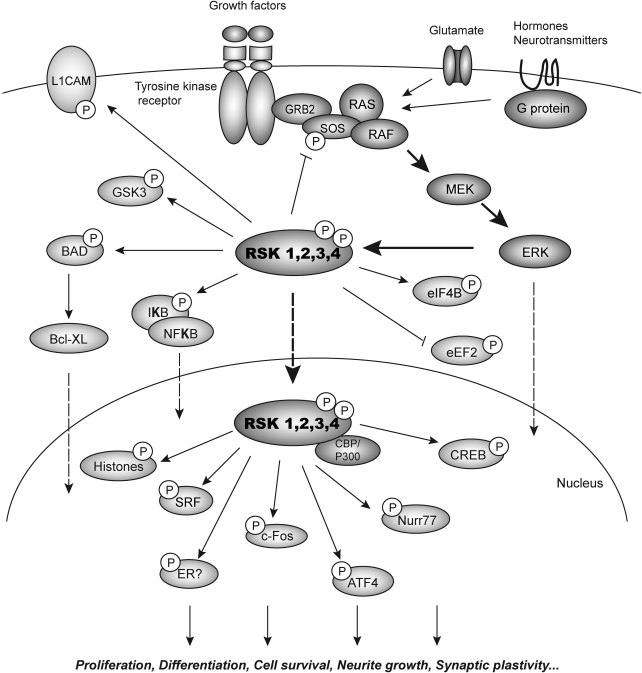 Growth factors
Glutamate
Hormones
Neurotransmitters
L1CAM
P
Tyrosine kinase
receptor
GRB2
SOS
P
RAS
RAF
G protein
MEK
GSK3
P
BAD
P
RSK 1,2,3,4
P
P
ERK
eIF4B
P
IKB
P
NFKB
Bcl-XL
eEF2
P
RSK 1,2,3,4
P
P
CBP/
P300
Histones
P
CREB
P
Nucleus
SRF
P
c-Fos
P
Nurr77
P
ER?
P
ATF4
P
Proliferation, Differentiation, Cell survival, Neurite growth, Synaptic plastivity...